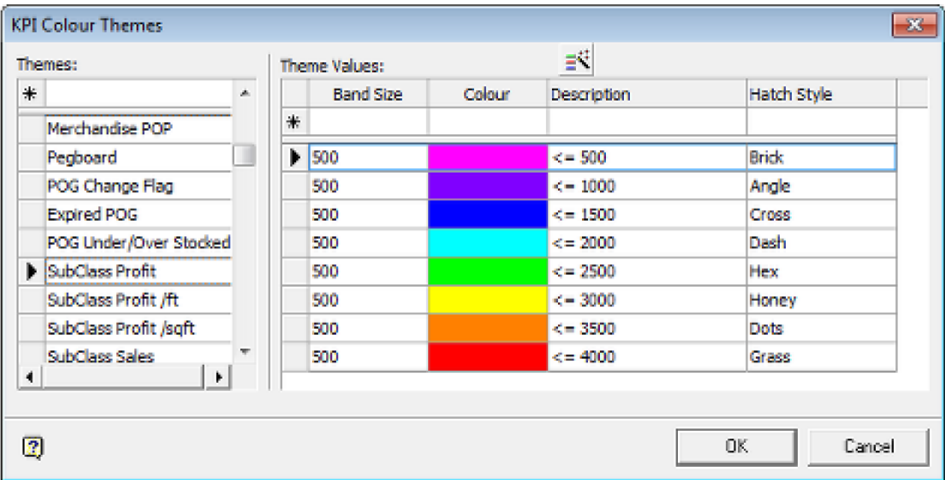 KPI Colour Themes
Themes:
Merchandise POP
Pegboard
POG Change Flag
Expired POG
POG Under/Over Stocked
SubClass Profit
SubClass Profit /ft
SubClass Profit /sqft
SubClass Sales
Theme Values:
Band Size Colour Description Hatch Style
500 <= 500 Brick
500 <= 1000 Angle
500 <= 1500 Cross
500 <= 2000 Dash
500 <= 2500 Hex
500 <= 3000 Honey
500 <= 3500 Dots
500 <= 4000 Grass
OK Cancel